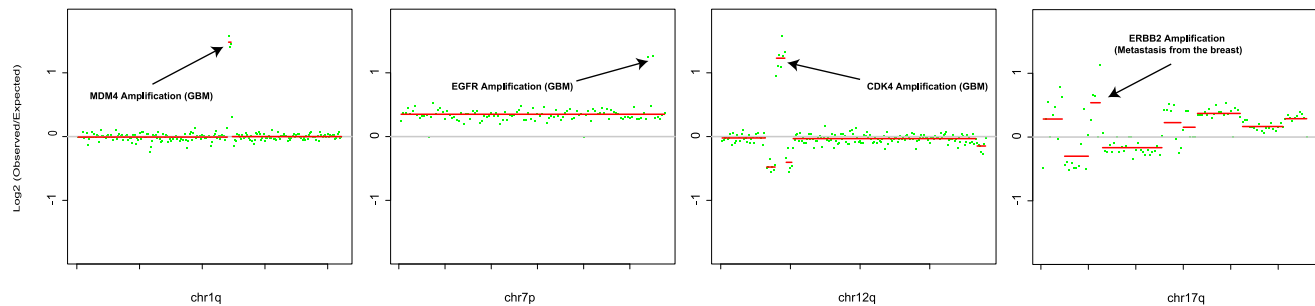 Log2 (Observed/Expected)
1
0
-1
MDM4 Amplification (GBM)
chr1q
1
0
-1
EGFR Amplification (GBM)
chr7p
1
0
-1
CDK4 Amplification (GBM)
chr12q
1
0
-1
ERBB2 Amplification
(Metastasis from the breast)
chr17q